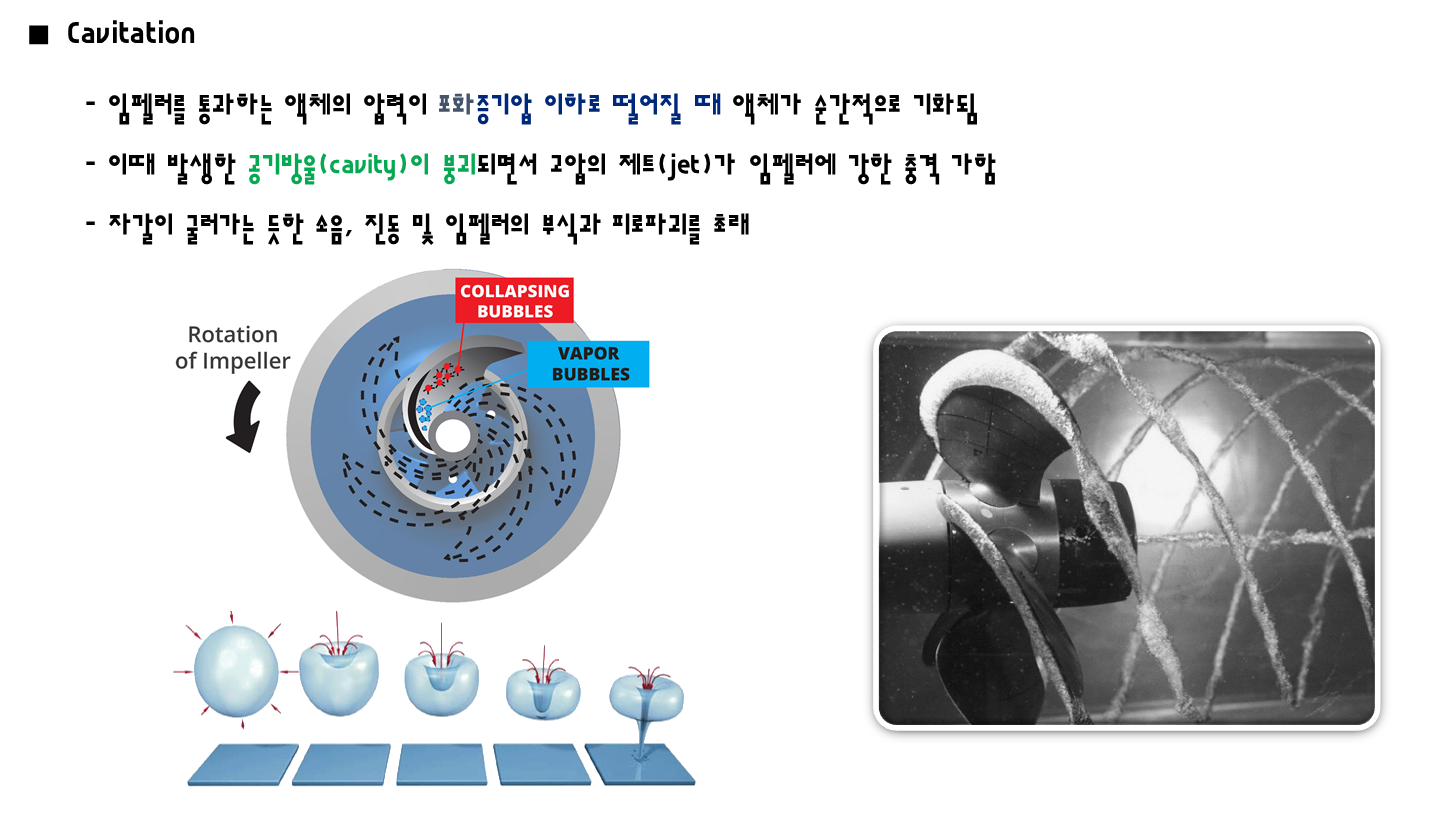 ■ Cavitation
- 임펠러를 통과하는 액체의 압력이 포화증기압 이하로 떨어질 때 액체가 순간적으로 기화됨
- 이때 발생한 공기방울(cavity)이 붕괴되면서 고압의 제트(jet)가 임펠러에 강한 충격 가함
- 자갈이 굴러가는 듯한 소음, 진동 및 임펠러의 부식과 피로파괴를 초래
COLLAPSING
BUBBLES
Rotation
of Impeller
VAPOR
BUBBLES